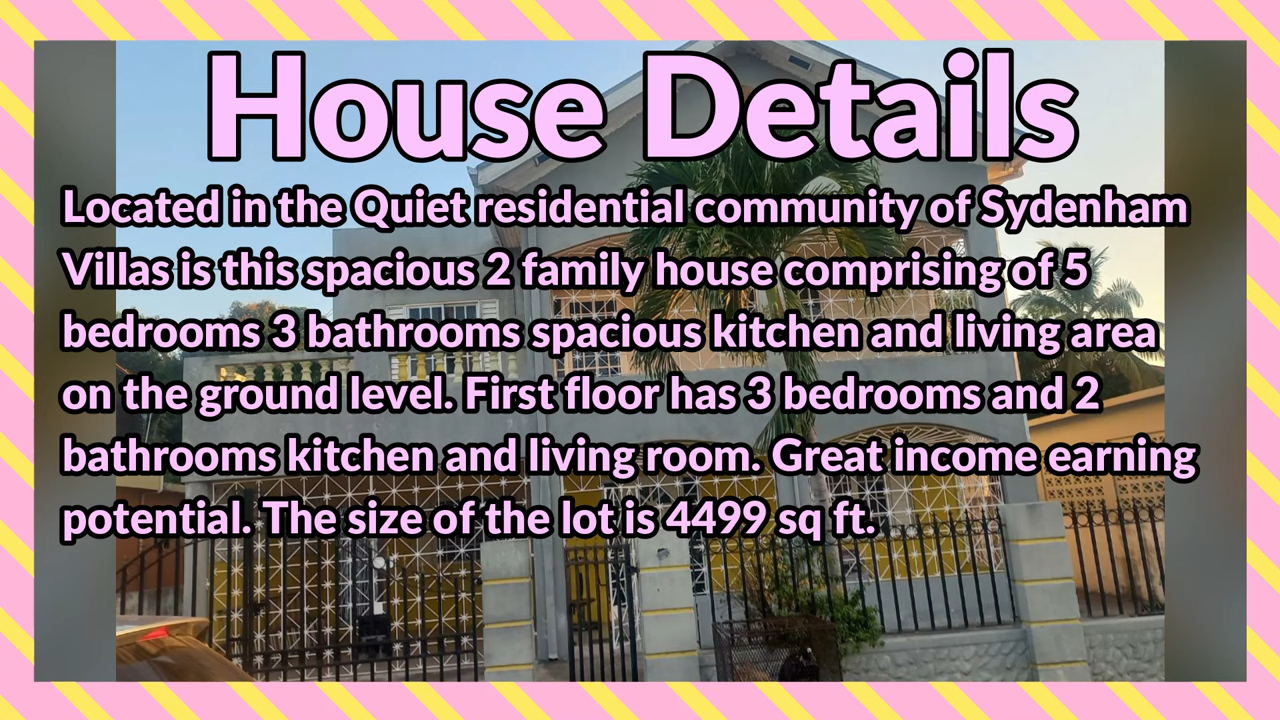 House Details
Located in the Quiet residential community of Sydenham
Villas is this spacious 2 family house comprising of 5
bedrooms 3 bathrooms spacious kitchen and living area
on the ground level. First floor has 3 bedrooms and 2
bathrooms kitchen and living room. Great income earning
potential. The size of the lot is 4499 sq ft.